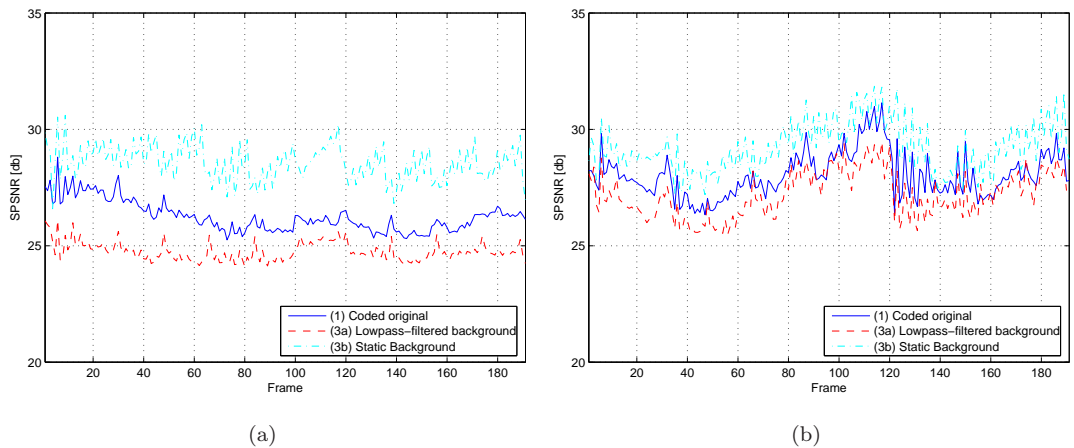 35
30
25
20
SPSNR [db]
20 40 60 80 100 120 140 160 180
Frame
(1) Coded original
(3a) Lowpass−filtered background
(3b) Static Background
(a)
35
30
25
20
SPSNR [db]
20 40 60 80 100 120 140 160 180
Frame
(1) Coded original
(3a) Lowpass−filtered background
(3b) Static Background
(b)